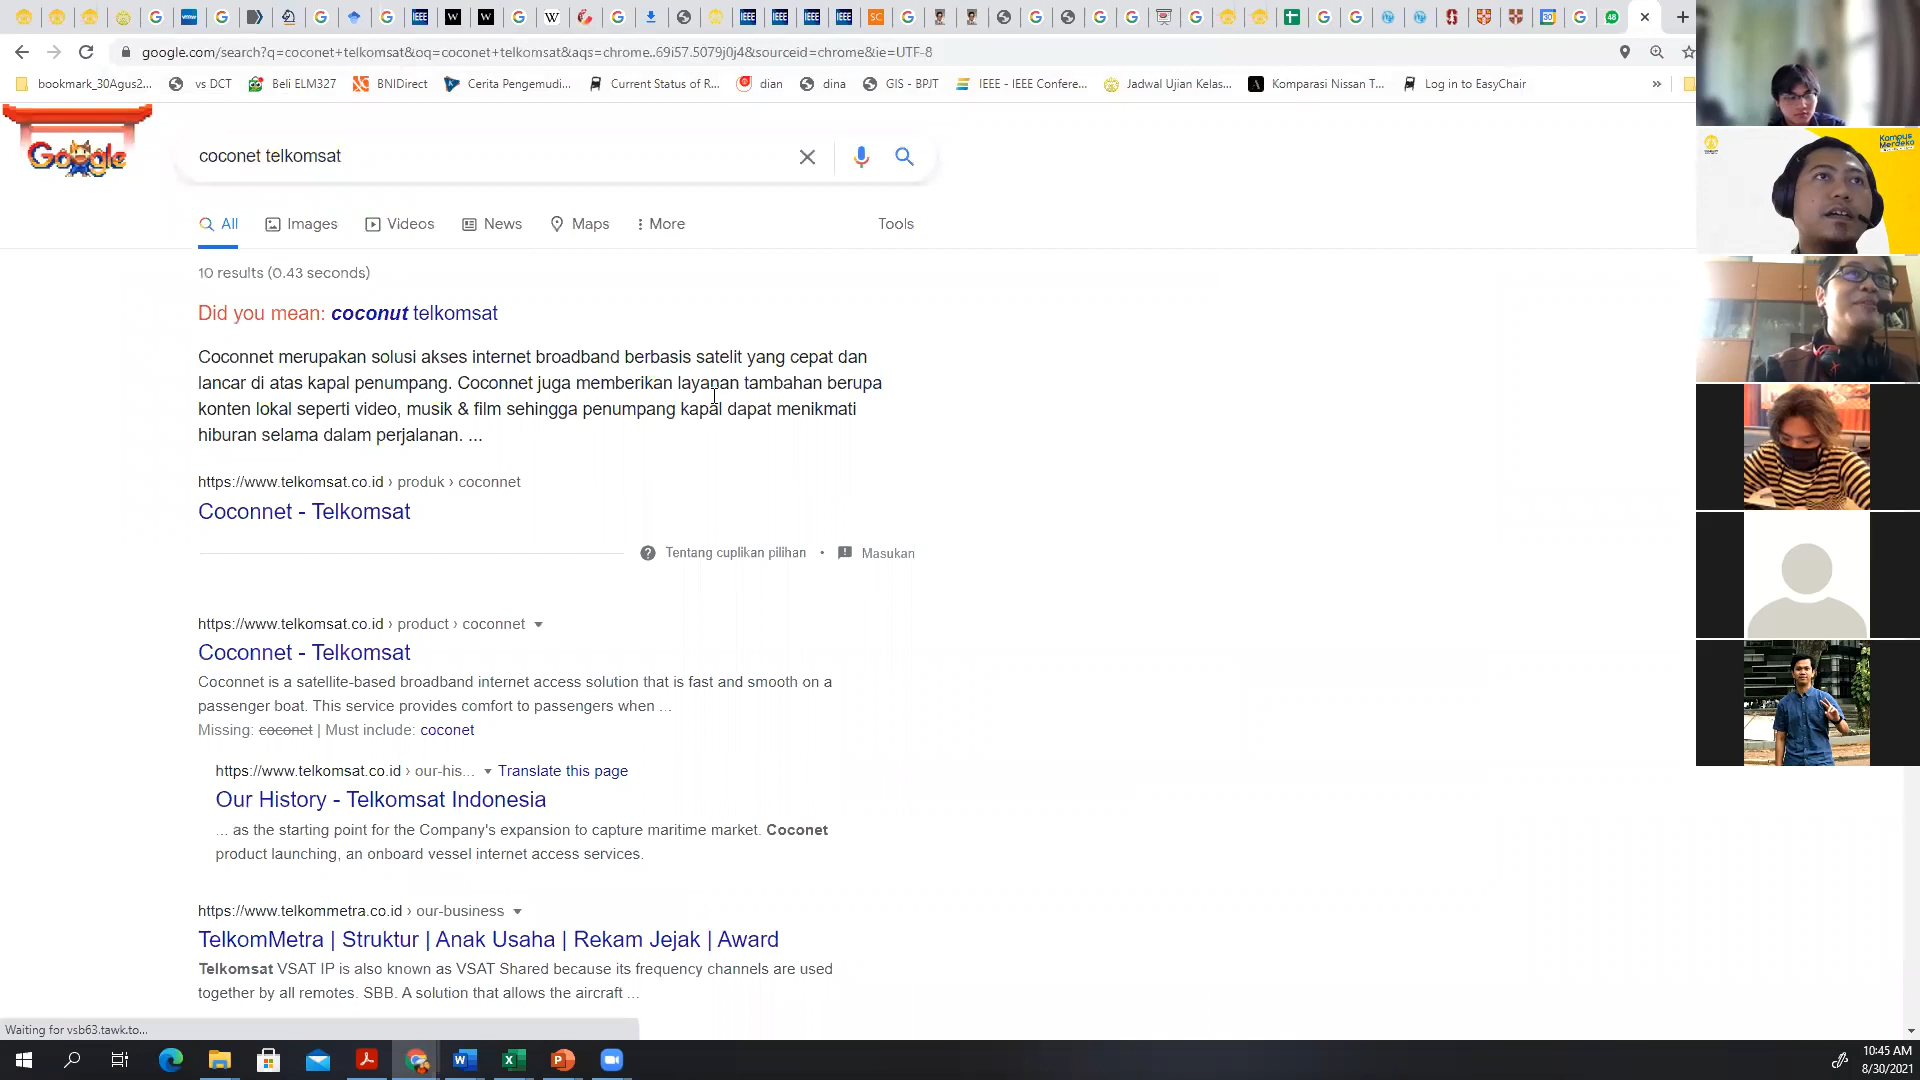 google.com/search?q=coconet+telkomsat&oq=coconet+telkomsat&aqs=chrome..69i57.5079j0j4&sourceid=chrome&ie=UTF-8
bookmark_30Agus2...
vs DCT
Beli ELM327
BNIDirect
Cerita Pengemudi...
Current Status of R...
dian
dina
GIS - BPJT
IEEE - IEEE Confere...
Jadwal Ujian Kelas...
Komparasi Nissan T...
Log in to EasyChair
Google
coconet telkomsat
All
Images
Videos
News
Maps
More
Tools
10 results (0.43 seconds)
Did you mean: coconut telkomsat
Coconnet merupakan solusi akses internet broadband berbasis satelit yang cepat dan
lancar di atas kapal penumpang. Coconnet juga memberikan layanan tambahan berupa
konten lokal seperti video, musik & film sehingga penumpang kapal dapat menikmati
hiburan selama dalam perjalanan. ...
https://www.telkomsat.co.id › produk › coconnet
Coconnet - Telkomsat
Tentang cuplikan pilihan • Masukan
https://www.telkomsat.co.id › product › coconnet
Coconnet - Telkomsat
Coconnet is a satellite-based broadband internet access solution that is fast and smooth on a
passenger boat. This service provides comfort to passengers when ...
Missing: coconet | Must include: coconet
https://www.telkomsat.co.id › our-his... Translate this page
Our History - Telkomsat Indonesia
... as the starting point for the Company's expansion to capture maritime market. Coconet
product launching, an onboard vessel internet access services.
https://www.telkommetra.co.id › our-business
TelkomMetra | Struktur | Anak Usaha | Rekam Jejak | Award
Telkomsat VSAT IP is also known as VSAT Shared because its frequency channels are used
together by all remotes. SBB. A solution that allows the aircraft ...
Waiting for vsb63.tawk.to...
Kampus
Merdeka
10:45 AM
8/30/2021